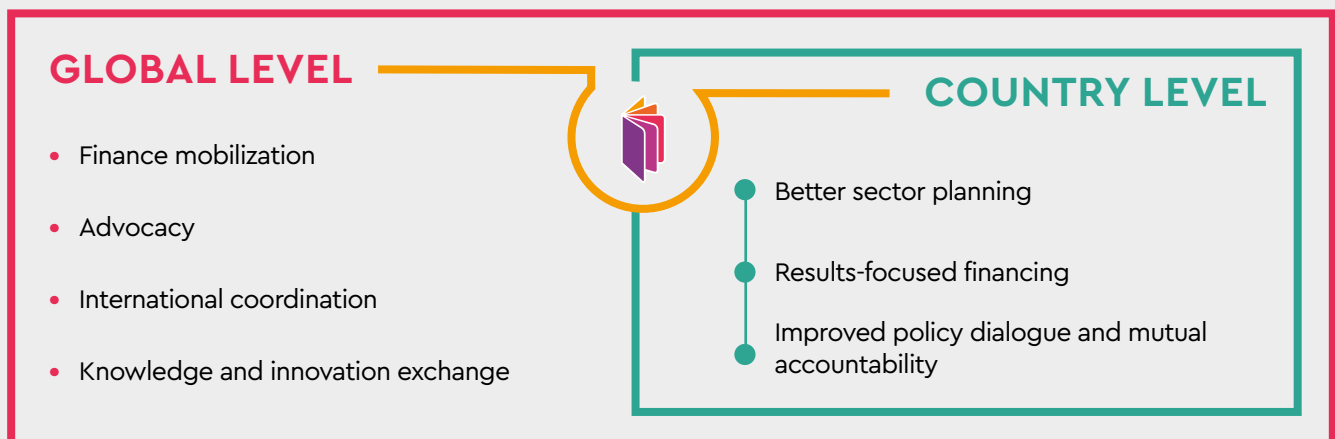 GLOBAL LEVEL
• Finance mobilization
• Advocacy
• International coordination
• Knowledge and innovation exchange
COUNTRY LEVEL
Better sector planning
Results-focused financing
Improved policy dialogue and mutual
accountability